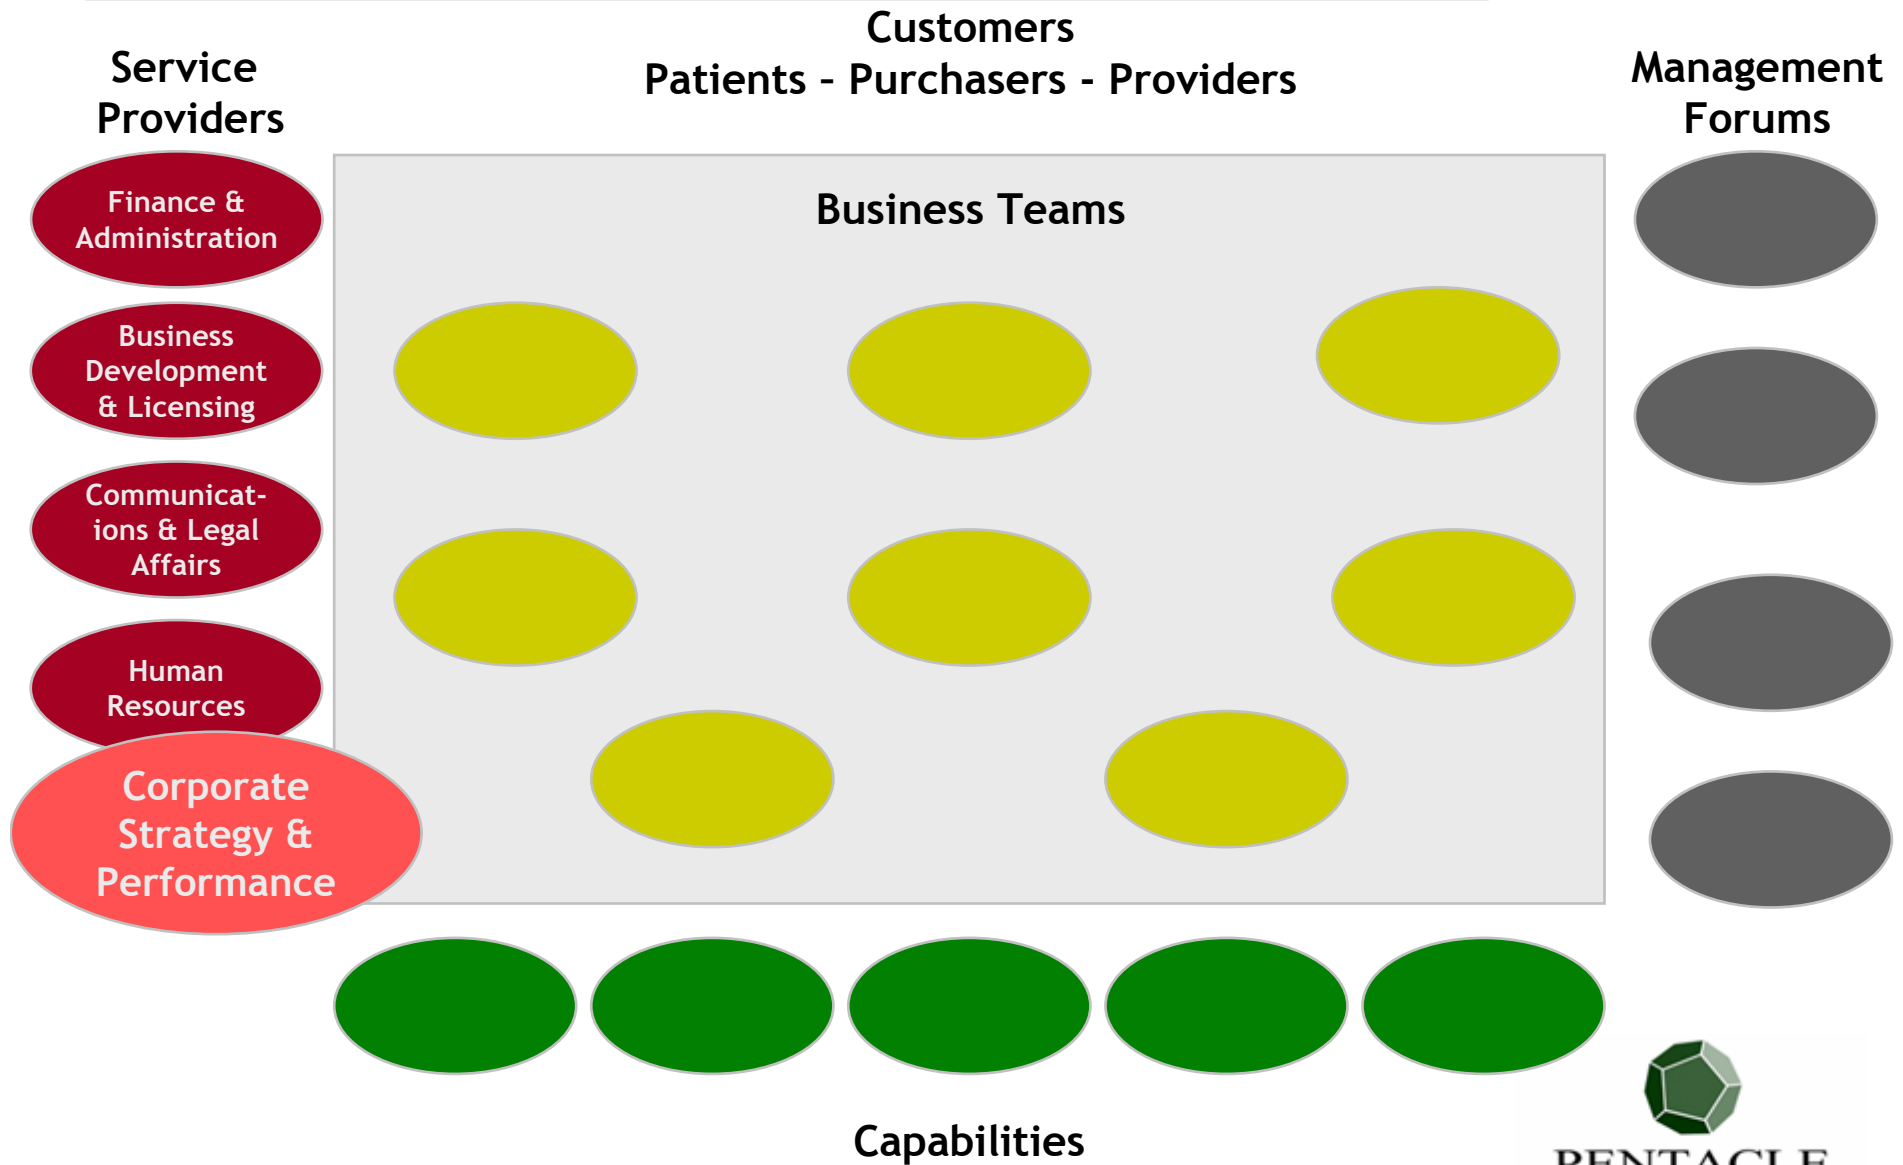 Customers
Patients – Purchasers - Providers
Service
Providers
Management
Forums
Finance &
Administration
Business
Development
& Licensing
Communicat-
ions & Legal
Affairs
Human
Resources
Corporate
Strategy &
Performance
Business Teams
Capabilities
PENTACLE